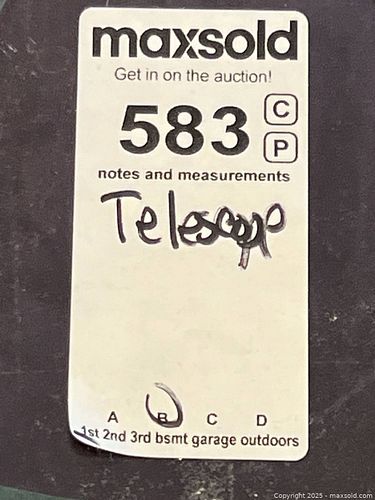 maxsold
Get in on the auction!
583 C
P
notes and measurements
Telescope
A B C D
1st 2nd 3rd bsmt garage outdoors
Copyright © 2025 - maxsold.com